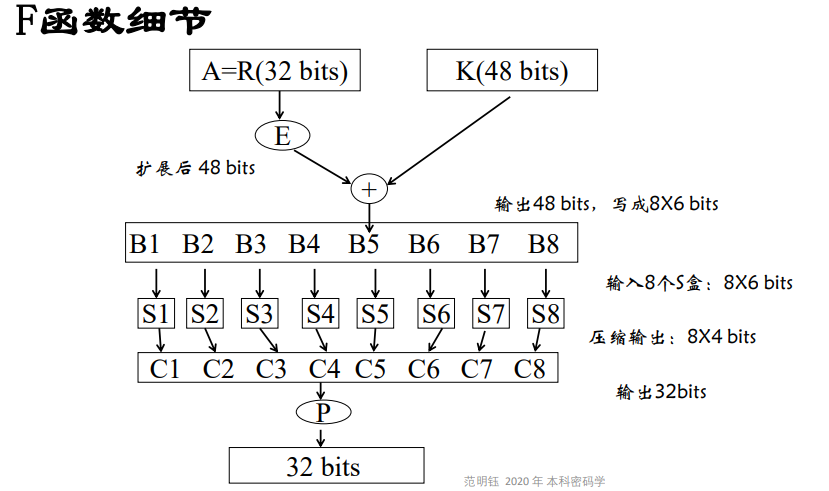 F函数细节
A=R(32 bits) K(48 bits)
E
扩展后 48 bits
+
输出48 bits，写成8X6 bits
B1 B2 B3 B4 B5 B6 B7 B8
输入8个S盒：8X6 bits
S1 S2 S3 S4 S5 S6 S7 S8
压缩输出：8X4 bits
C1 C2 C3 C4 C5 C6 C7 C8
输出32bits
P
32 bits
范明钰 2020 年 本科密码学